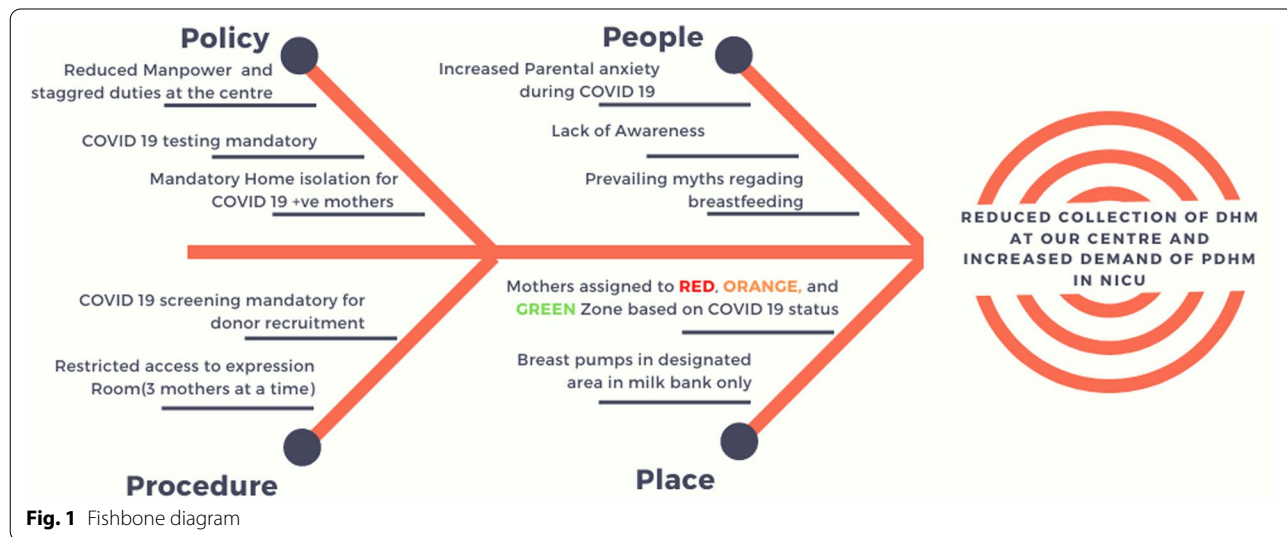 Policy
Reduced Manpower and
staggred duties at the centre
COVID 19 testing mandatory
Mandatory Home isolation for
COVID 19 +ve mothers
People
Increased Parental anxiety
during COVID 19
Lack of Awareness
Prevailing myths regading
breastfeeding
REDUCED COLLECTION OF DHM
AT OUR CENTRE AND
INCREASED DEMAND OF PDHM
IN NICU
COVID 19 screening mandatory for
donor recruitment
Restricted access to expression
Room(3 mothers at a time)
Procedure
Mothers assigned to RED, ORANGE, and
GREEN Zone based on COVID 19 status
Breast pumps in designated
area in milk bank only
Place
Fig. 1 Fishbone diagram